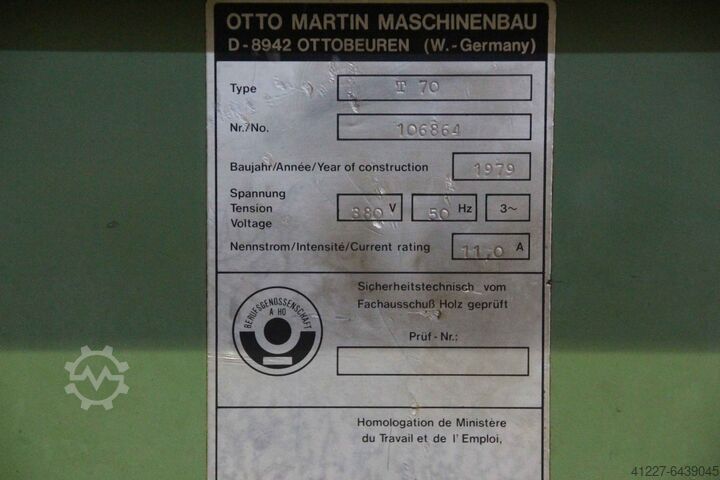 OTTO MARTIN MASCHINENBAU
D-8942 OTTOBEUREN (W.-Germany)
Type T 70
Nr./No. 106864
Baujahr/Année/Year of construction 1979
Spannung
Tension 380 V 50 Hz 3~
Voltage
Nennstrom/Intensité/Current rating 11,0 A
Sicherheitstechnisch vom
Fachausschuß Holz geprüft
BERUFSGENOSSENSCHAFT
A HO
Prüf-Nr.:
Homologation de Ministère
du Travail et de l'Emploi,
41227-6439045